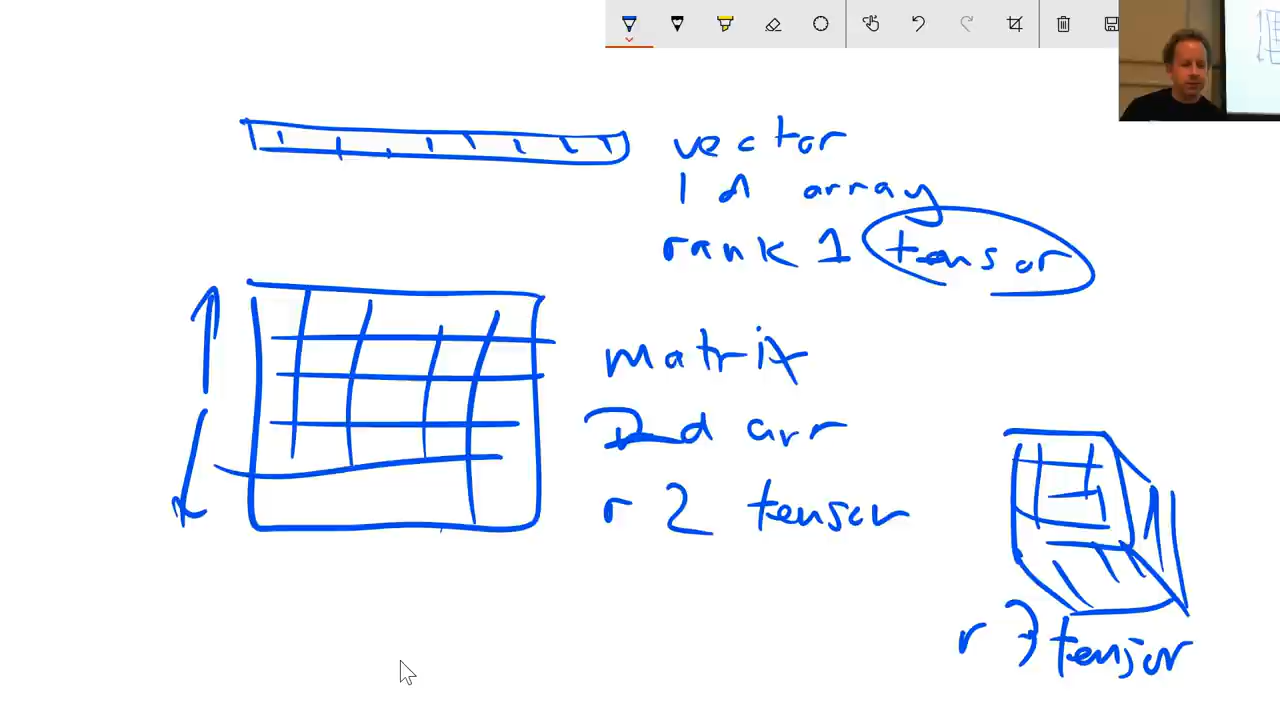 vector
1 d array
rank 1 tensor
matrix
2d arr
r 2 tensor
r 3 tensor